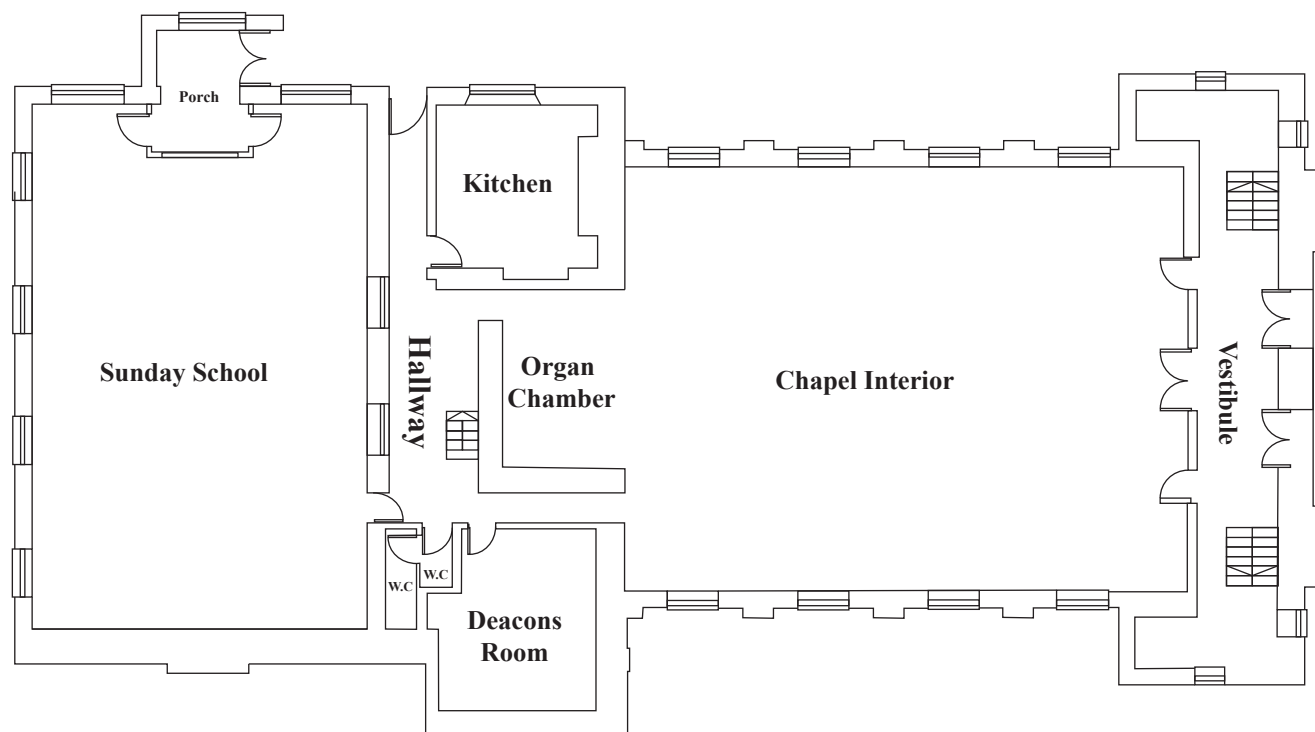 Porch
Kitchen
Sunday School
Hallway
Organ
Chamber
Chapel Interior
Vestibule
W.C
W.C
Deacons
Room